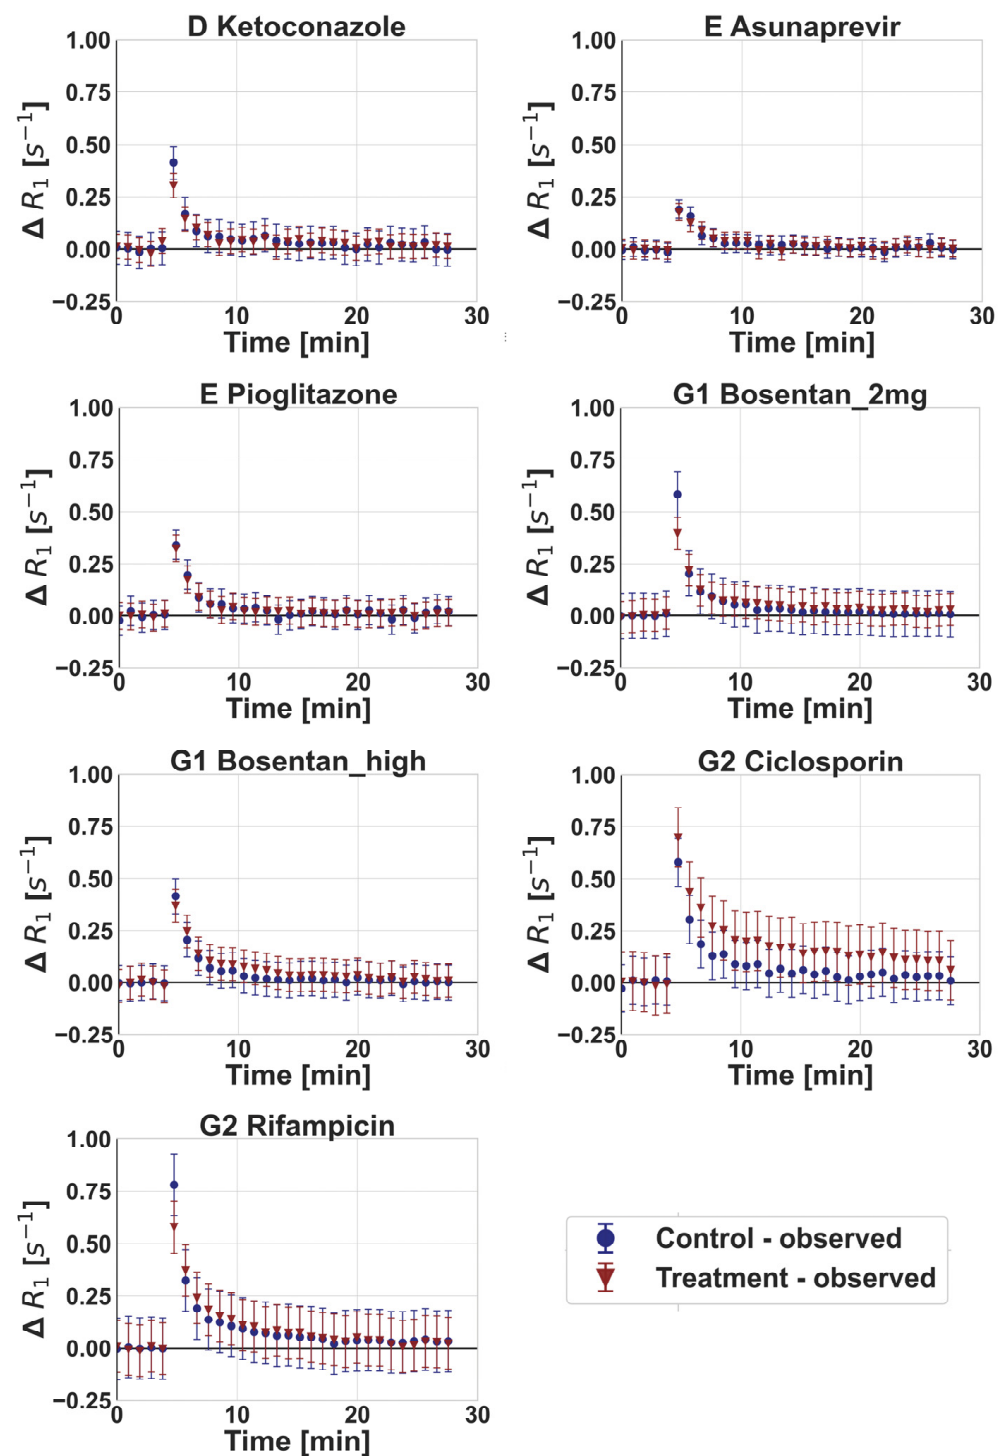 D Ketoconazole
1.00
0.75
0.50
0.25
0.00
−0.25
Δ R₁ [s⁻¹]
0 10 20 30
Time [min]
E Asunaprevir
1.00
0.75
0.50
0.25
0.00
−0.25
Δ R₁ [s⁻¹]
0 10 20 30
Time [min]
E Pioglitazone
1.00
0.75
0.50
0.25
0.00
−0.25
Δ R₁ [s⁻¹]
0 10 20 30
Time [min]
G1 Bosentan_2mg
1.00
0.75
0.50
0.25
0.00
−0.25
Δ R₁ [s⁻¹]
0 10 20 30
Time [min]
G1 Bosentan_high
1.00
0.75
0.50
0.25
0.00
−0.25
Δ R₁ [s⁻¹]
0 10 20 30
Time [min]
G2 Ciclosporin
1.00
0.75
0.50
0.25
0.00
−0.25
Δ R₁ [s⁻¹]
0 10 20 30
Time [min]
G2 Rifampicin
1.00
0.75
0.50
0.25
0.00
−0.25
Δ R₁ [s⁻¹]
0 10 20 30
Time [min]
Control - observed
Treatment - observed